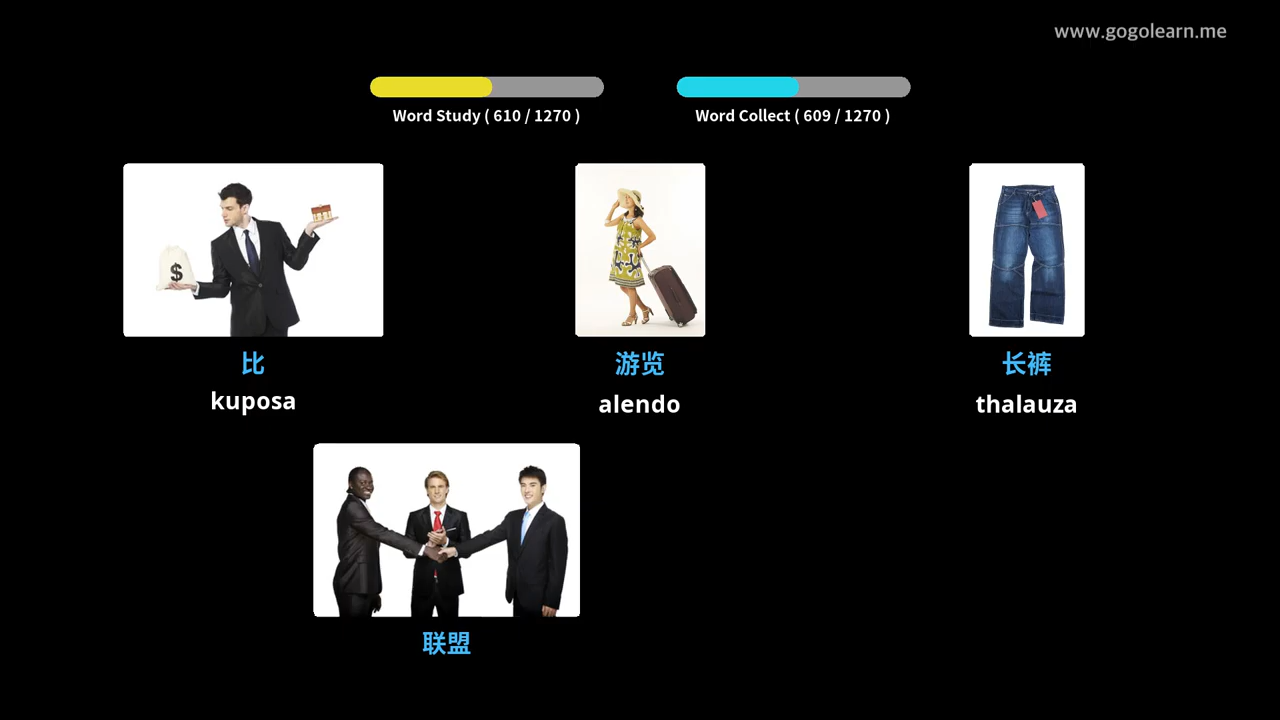 www.gogolearn.me
Word Study ( 610 / 1270 )
Word Collect ( 609 / 1270 )
$
比
游览
长裤
kuposa
alendo
thalauza
联盟